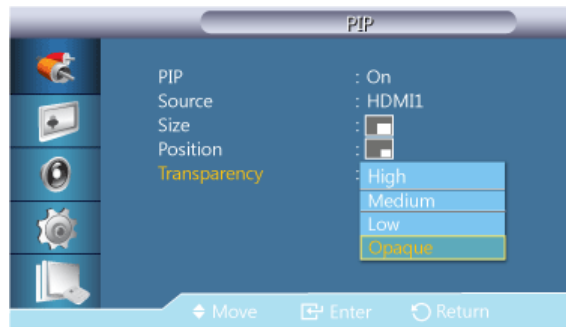 PIP
PIP : On
Source : HDMI1
Size :
Position :
Transparency :
High
Medium
Low
Opaque
Move Enter Return